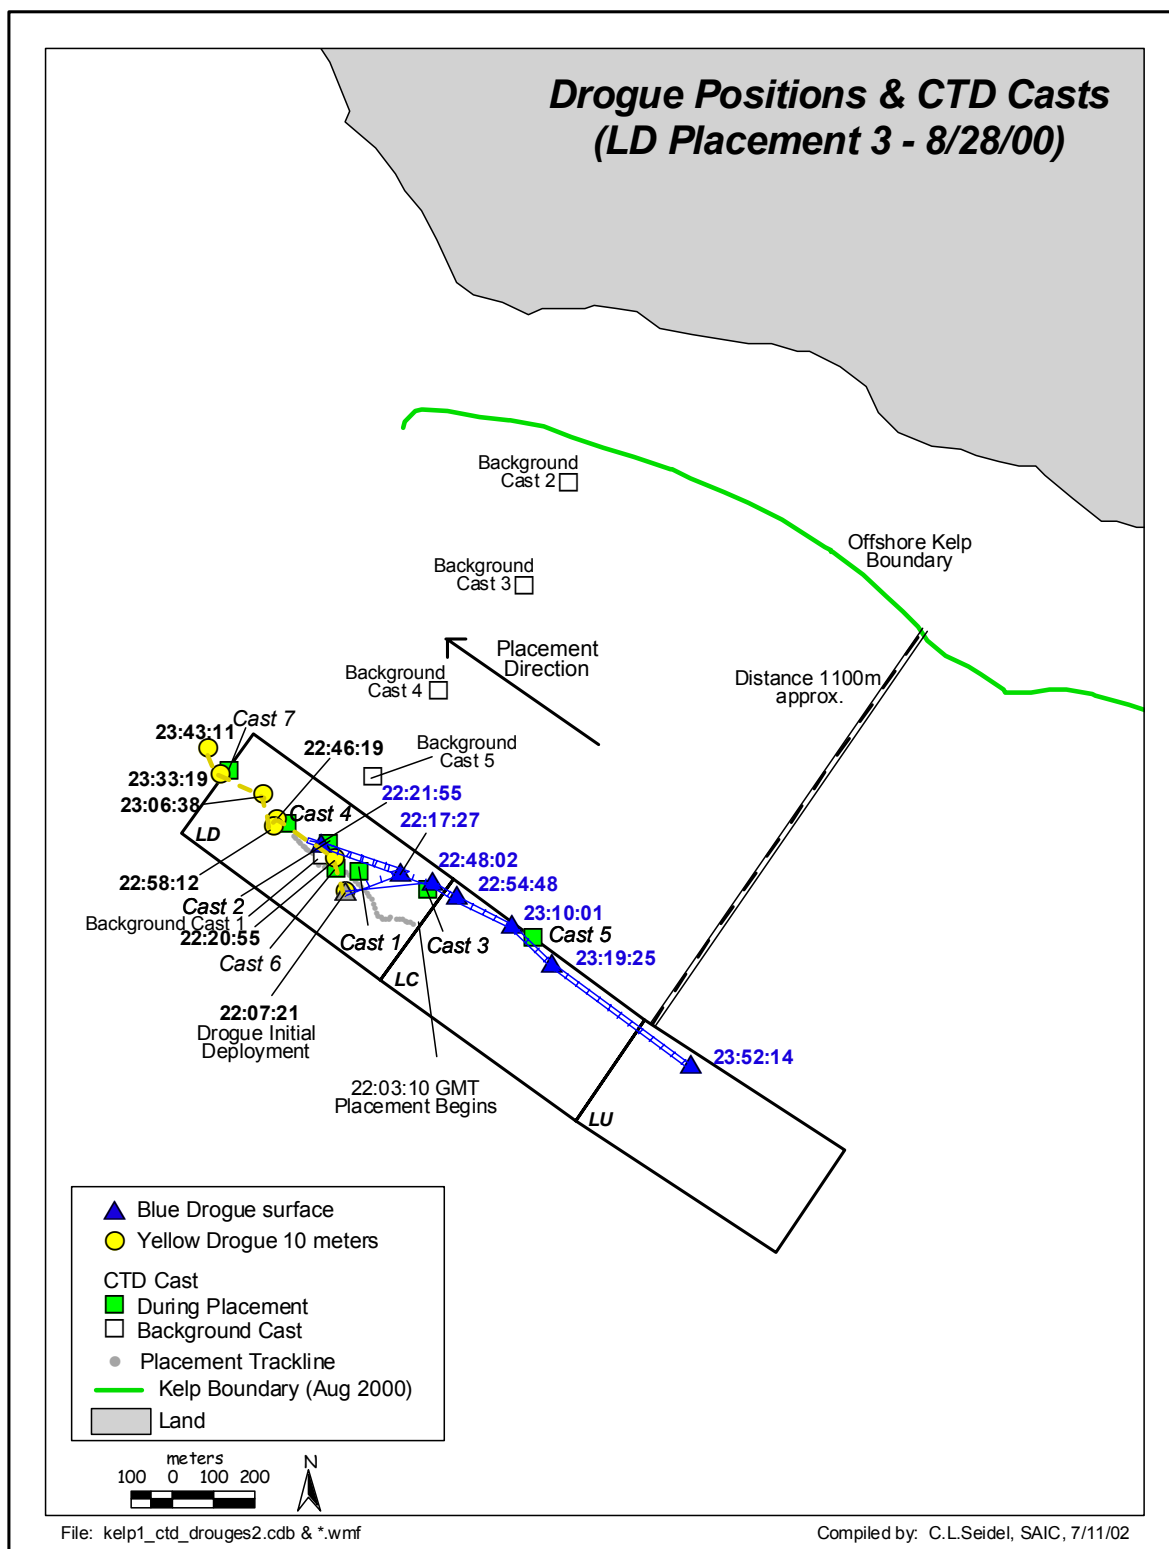 Drogue Positions & CTD Casts
(LD Placement 3 - 8/28/00)
Background
Cast 2
Offshore Kelp
Boundary
Background
Cast 3
Placement
Direction
Background
Cast 4
Distance 1100m
approx.
Cast 7
23:43:11
22:46:19
Background
Cast 5
23:33:19
22:21:55
23:06:38
Cast 4
22:17:27
LD
22:48:02
22:58:12
22:54:48
Cast 2
23:10:01
Background Cast 1
22:20:55
Cast 1
Cast 3
Cast 5
23:19:25
Cast 6
LC
22:07:21
Drogue Initial
Deployment
23:52:14
22:03:10 GMT
Placement Begins
LU
Blue Drogue surface
Yellow Drogue 10 meters
CTD Cast
During Placement
Background Cast
Placement Trackline
Kelp Boundary (Aug 2000)
Land
meters
100 0 100 200
N
File: kelp1_ctd_drouges2.cdb & *.wmf
Compiled by: C.L.Seidel, SAIC, 7/11/02